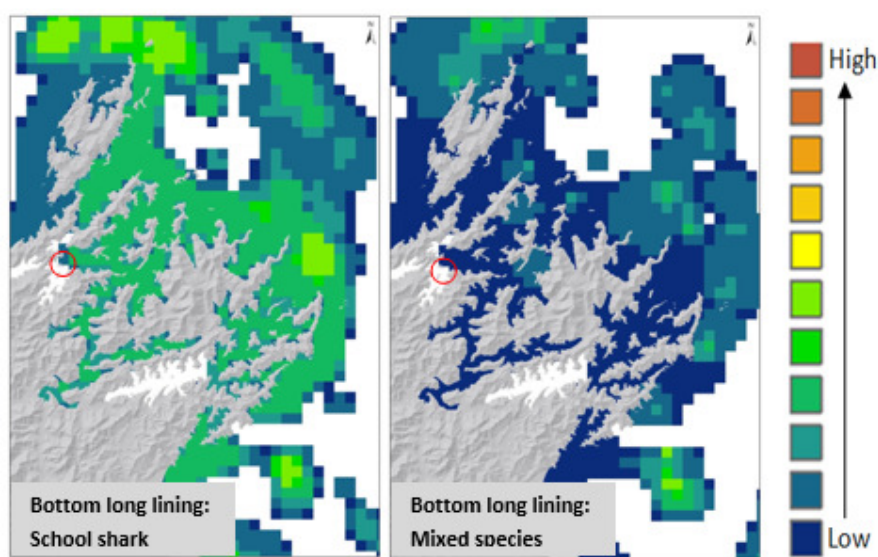 N
N
High
Low
Bottom long lining:
School shark
Bottom long lining:
Mixed species